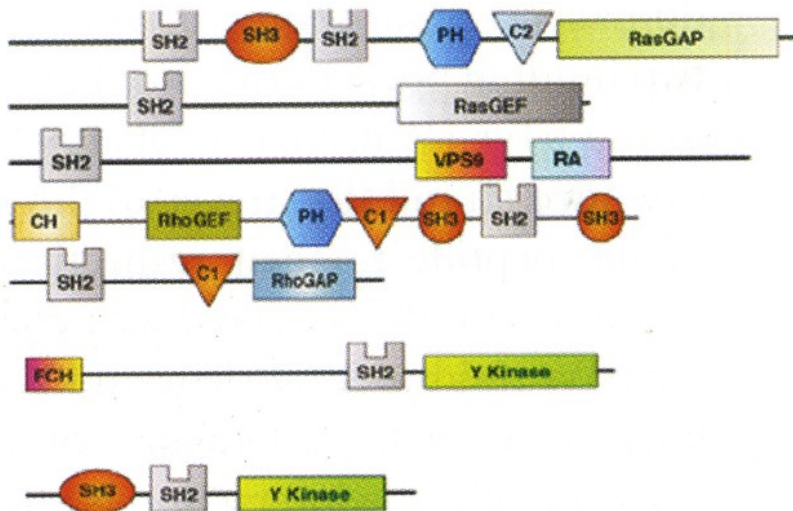 SH2 SH3 SH2 PH C2 RasGAP
SH2 RasGEF
SH2 VPS9 RA
CH RhoGEF PH C1 SH3 SH2 SH3
SH2 C1 RhoGAP
FCH SH2 Y Kinase
SH3 SH2 Y Kinase